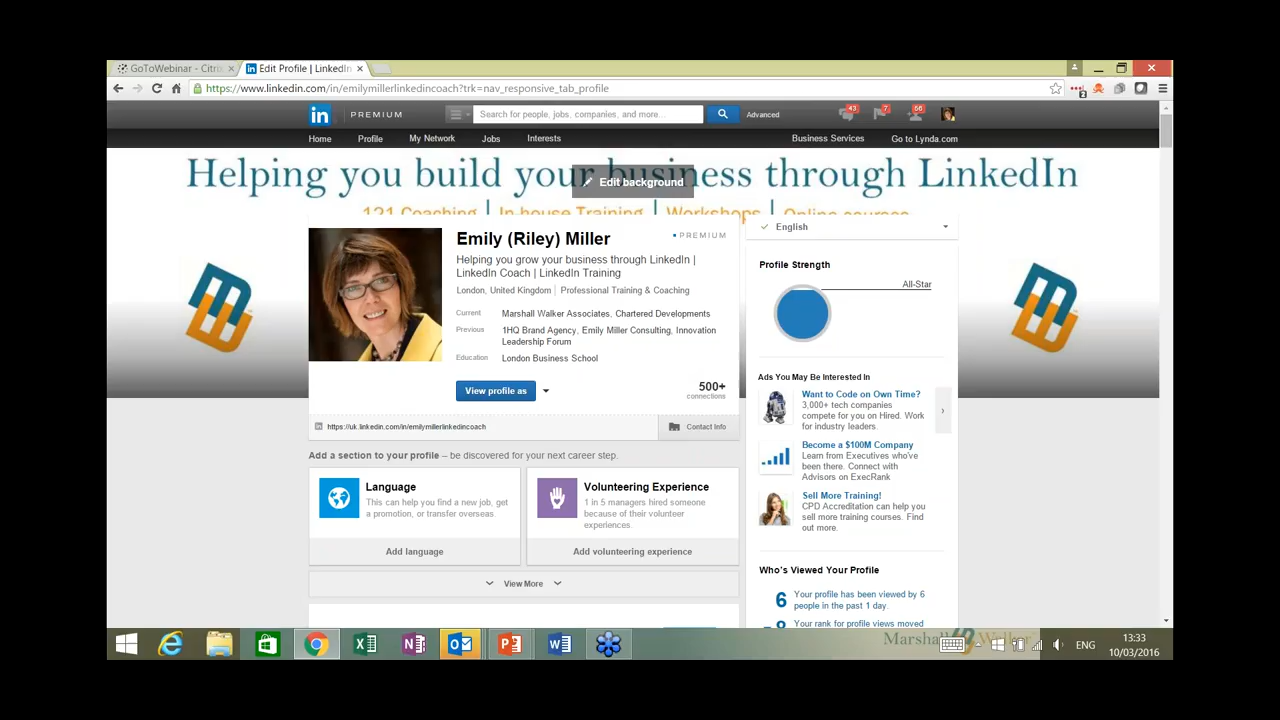 GoToWebinar - Citri
Edit Profile | LinkedIn
https://www.linkedin.com/in/emilymillerlinkedincoach?trk=nav_responsive_tab_profile
in PREMIUM Search for people, jobs, companies, and more... Advanced 43 7 56
Home Profile My Network Jobs Interests Business Services Go to Lynda.com
Helping you build your business through LinkedIn
Edit background
121 Coaching | In-house Training | Workshops | Online courses
Emily (Riley) Miller
PREMIUM
Helping you grow your business through LinkedIn |
LinkedIn Coach | LinkedIn Training
London, United Kingdom | Professional Training & Coaching
Current Marshall Walker Associates, Chartered Developments
Previous 1HQ Brand Agency, Emily Miller Consulting, Innovation
Leadership Forum
Education London Business School
View profile as
500+
connections
https://uk.linkedin.com/in/emilymillerlinkedincoach
Contact Info
Add a section to your profile – be discovered for your next career step.
Language
This can help you find a new job, get
a promotion, or transfer overseas.
Add language
Volunteering Experience
1 in 5 managers hired someone
because of their volunteer
experiences.
Add volunteering experience
View More
English
Profile Strength
All-Star
Ads You May Be Interested In
Want to Code on Own Time?
3,000+ tech companies
compete for you on Hired. Work
for industry leaders.
Become a $100M Company
Learn from Executives who've
been there. Connect with
Advisors on ExecRank
Sell More Training!
CPD Accreditation can help you
sell more training courses. Find
out more.
Who's Viewed Your Profile
6 Your profile has been viewed by 6
people in the past 1 day.
Your rank for profile views moved
Marshall Walker
ENG
13:33
10/03/2016